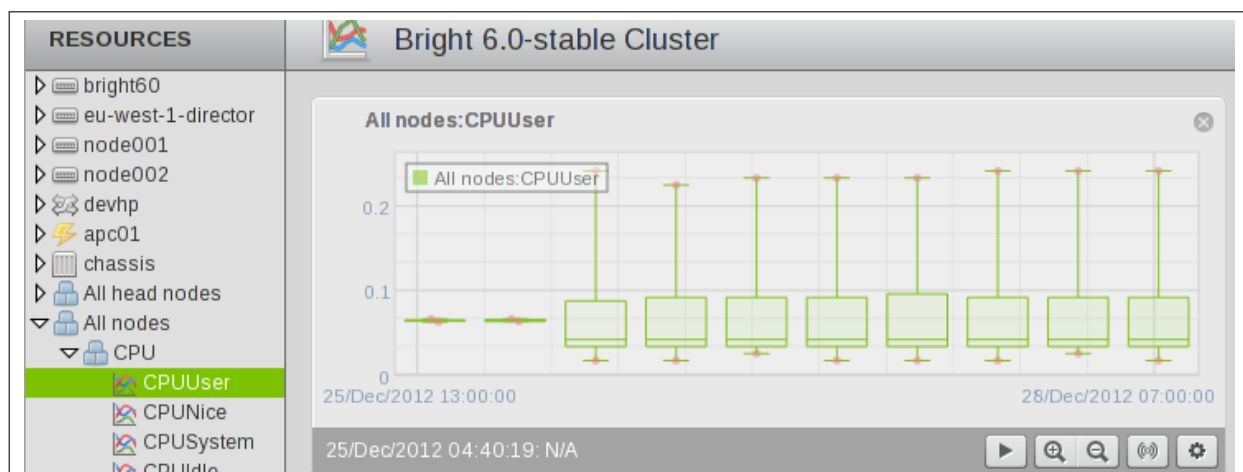 RESOURCES
bright60
eu-west-1-director
node001
node002
devhp
apc01
chassis
All head nodes
All nodes
CPU
CPUUser
CPUNice
CPUSystem
CPUIdle
Bright 6.0-stable Cluster
All nodes:CPUUser
All nodes:CPUUser
0.2
0.1
0
25/Dec/2012 13:00:00
28/Dec/2012 07:00:00
25/Dec/2012 04:40:19: N/A